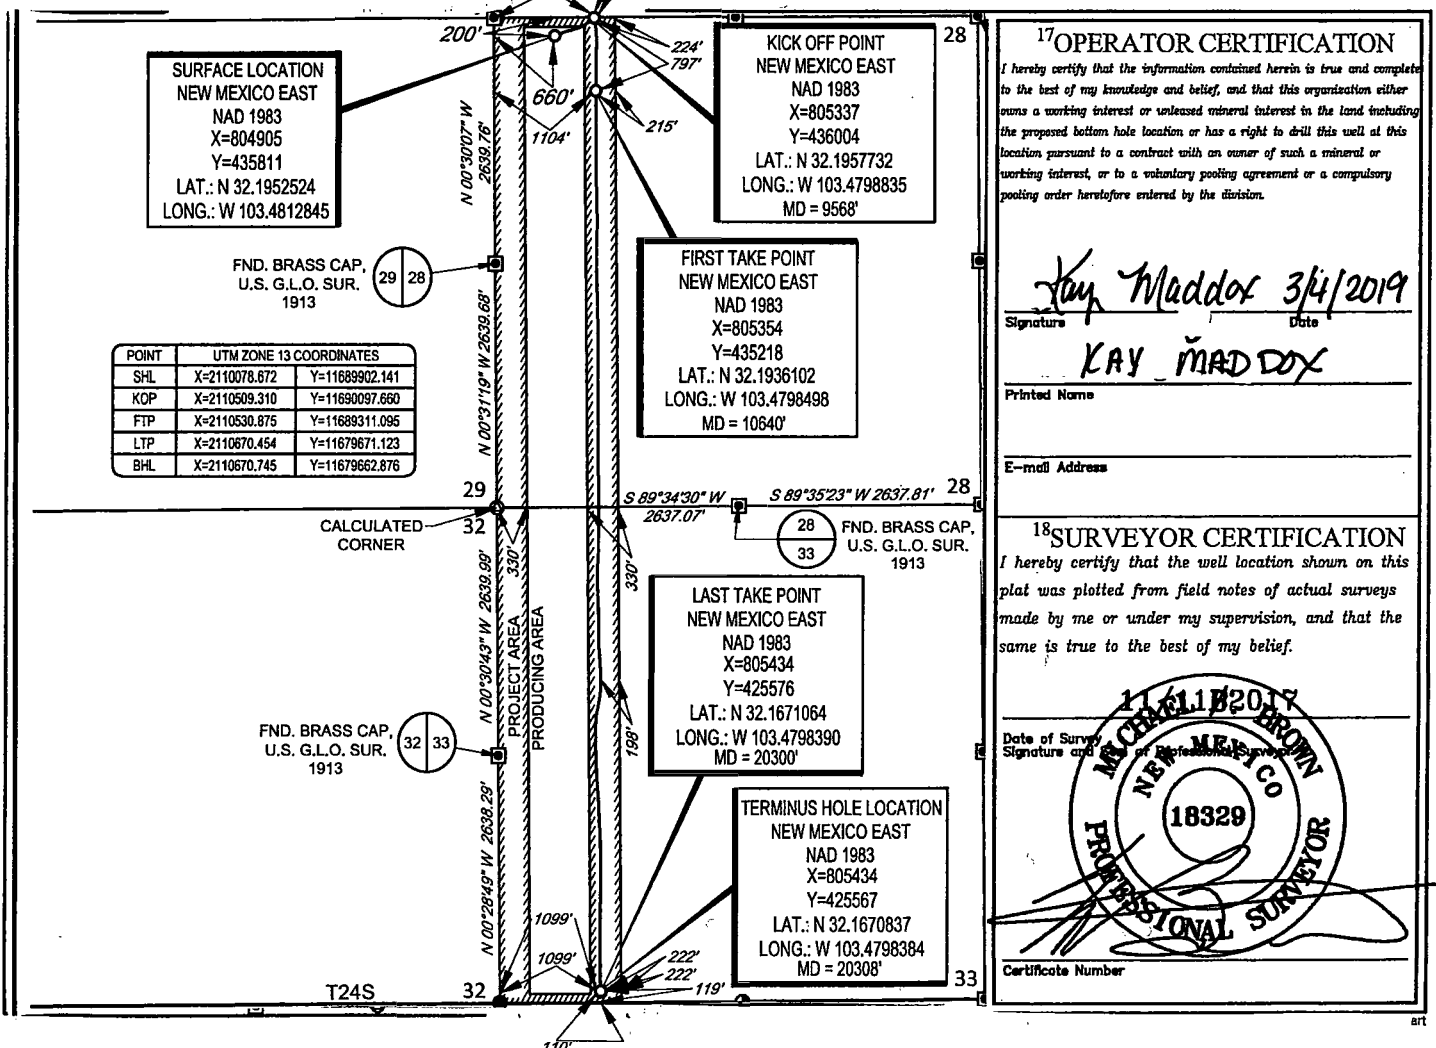 200'
660'
224'
797'
1104'
215'
28
SURFACE LOCATION
NEW MEXICO EAST
NAD 1983
X=804905
Y=435811
LAT.: N 32.1952524
LONG.: W 103.4812845
KICK OFF POINT
NEW MEXICO EAST
NAD 1983
X=805337
Y=436004
LAT.: N 32.1957732
LONG.: W 103.4798835
MD = 9568'
N 00°30'07" W
2639.76'
FND. BRASS CAP,
U.S. G.L.O. SUR.
1913
29 28
FIRST TAKE POINT
NEW MEXICO EAST
NAD 1983
X=805354
Y=435218
LAT.: N 32.1936102
LONG.: W 103.4798498
MD = 10640'
N 00°31'19" W 2639.68'
POINT UTM ZONE 13 COORDINATES
SHL X=2110078.672 Y=11689902.141
KOP X=2110509.310 Y=11690097.660
FTP X=2110530.875 Y=11689311.095
LTP X=2110670.454 Y=11679671.123
BHL X=2110670.745 Y=11679662.876
29
32
CALCULATED
CORNER
S 89°34'30" W
2637.07'
S 89°35'23" W 2637.81'
28
28
33
FND. BRASS CAP,
U.S. G.L.O. SUR.
1913
330'
330'
N 00°30'43" W 2639.99'
PROJECT AREA
PRODUCING AREA
LAST TAKE POINT
NEW MEXICO EAST
NAD 1983
X=805434
Y=425576
LAT.: N 32.1671064
LONG.: W 103.4798390
MD = 20300'
198'
FND. BRASS CAP,
U.S. G.L.O. SUR.
1913
32 33
N 00°28'49" W 2638.29'
TERMINUS HOLE LOCATION
NEW MEXICO EAST
NAD 1983
X=805434
Y=425567
LAT.: N 32.1670837
LONG.: W 103.4798384
MD = 20308'
1099'
1099'
222'
222'
119'
T24S
32
33
110'
17 OPERATOR CERTIFICATION
I hereby certify that the information contained herein is true and complete
to the best of my knowledge and belief, and that this organization either
owns a working interest or unleased mineral interest in the land including
the proposed bottom hole location or has a right to drill this well at this
location pursuant to a contract with an owner of such a mineral or
working interest, or to a voluntary pooling agreement or a compulsory
pooling order heretofore entered by the division.
Kay Maddox 3/4/2019
Signature Date
KAY MADDOX
Printed Name
E-mail Address
18 SURVEYOR CERTIFICATION
I hereby certify that the well location shown on this
plat was plotted from field notes of actual surveys
made by me or under my supervision, and that the
same is true to the best of my belief.
Date of Survey
Signature and Seal of Professional Surveyor
MICHAEL BROWN
NEW MEXICO
18329
PROFESSIONAL SURVEYOR
Certificate Number